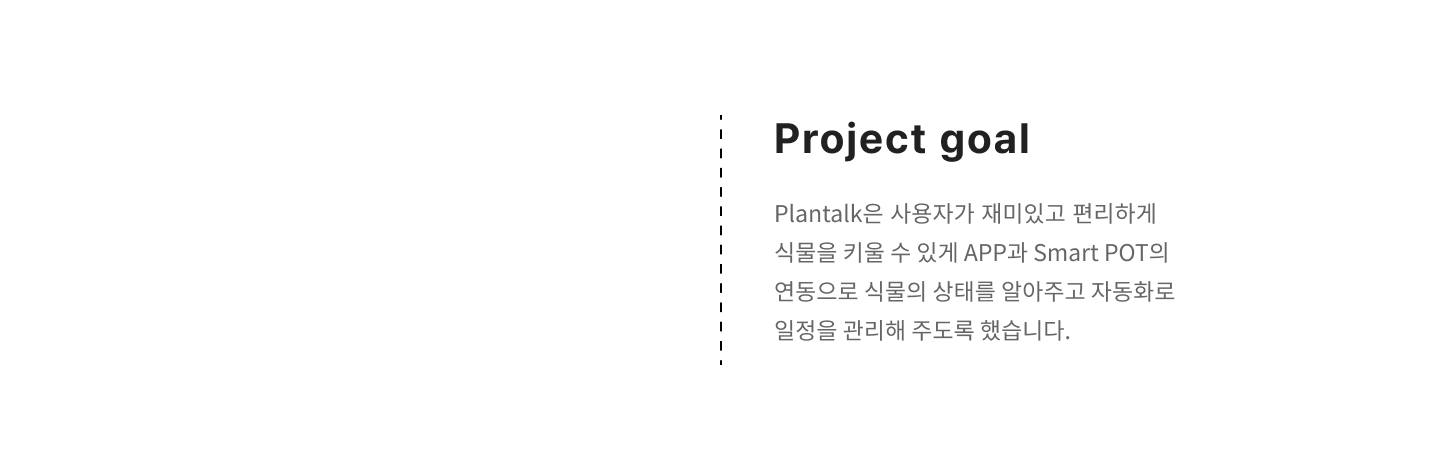 Project goal
Plantalk은 사용자가 재미있고 편리하게
식물을 키울 수 있게 APP과 Smart POT의
연동으로 식물의 상태를 알아주고 자동화로
일정을 관리해 주도록 했습니다.